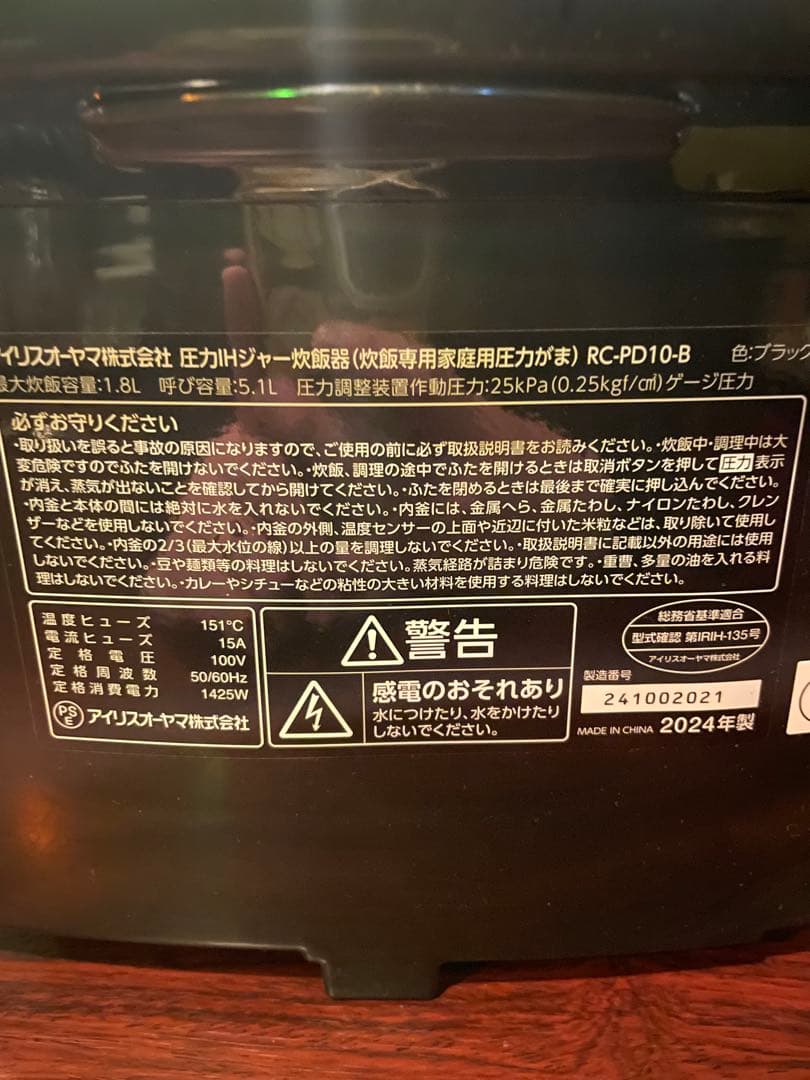 アイリスオーヤマ株式会社 圧力IHジャー炊飯器(炊飯専用家庭用圧力がま) RC-PD10-B 色:ブラック
最大炊飯容量:1.8L 呼び容量:5.1L 圧力調整装置作動圧力:25kPa(0.25kgf/c㎡)ゲージ圧力
必ずお守りください
・取り扱いを誤ると事故の原因になりますので、ご使用の前に必ず取扱説明書をお読みください。・炊飯中・調理中は大
変危険ですのでふたを開けないでください。・炊飯、調理の途中でふたを開けるときは取消ボタンを押して圧力表示
が消え、蒸気が出ないことを確認してから開けてください。・ふたを閉めるときは最後まで確実に押し込んでください。
・内釜と本体の間には絶対に水を入れないでください。・内釜には、金属へら、金属たわし、ナイロンたわし、クレン
ザーなどを使用しないでください。・内釜の外側、温度センサーの上面や近辺に付いた米粒などは、取り除いて使用し
てください。・内釜の2/3(最大水位の線)以上の量を調理しないでください。・取扱説明書に記載以外の用途には使用
しないでください。・豆や麺類等の料理はしないでください。蒸気経路が詰まり危険です。・重曹、多量の油を入れる料
理はしないでください。・カレーやシチューなどの粘性の大きい材料を使用する料理はしないでください。
温度ヒューズ 151℃
電流ヒューズ 15A
定格電圧 100V
定格周波数 50/60Hz
定格消費電力 1425W
PSE アイリスオーヤマ株式会社
警告
感電のおそれあり
水につけたり、水をかけたり
しないでください。
総務省基準適合
型式確認 第IRIH-135号
アイリスオーヤマ株式会社
製造番号
241002021
MADE IN CHINA 2024年製